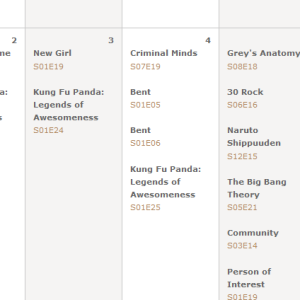 2
me
a:
s
3
New Girl
S01E19
Kung Fu Panda:
Legends of
Awesomeness
S01E24
4
Criminal Minds
S07E19
Bent
S01E05
Bent
S01E06
Kung Fu Panda:
Legends of
Awesomeness
S01E25
Grey's Anatomy
S08E18
30 Rock
S06E16
Naruto
Shippuuden
S12E15
The Big Bang
Theory
S05E21
Community
S03E14
Person of
Interest
S01E19